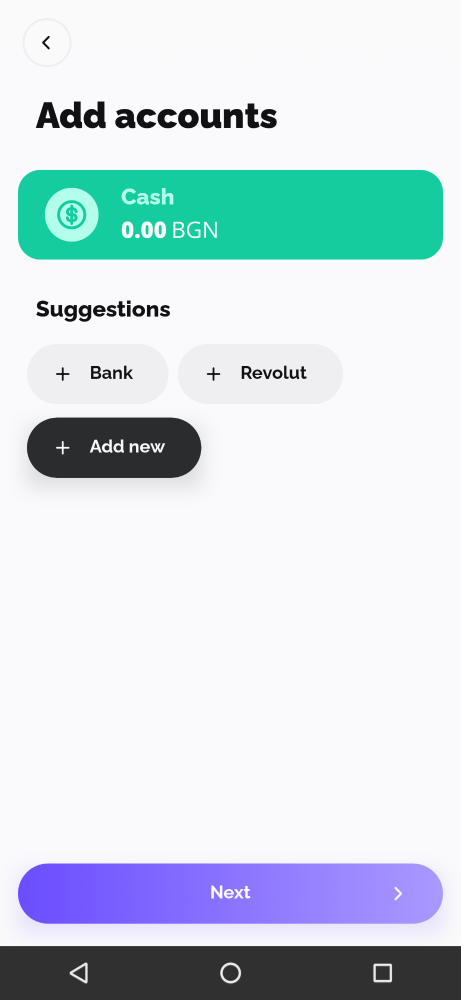 Add accounts
Cash
0.00 BGN
Suggestions
Bank
Revolut
Add new
Next